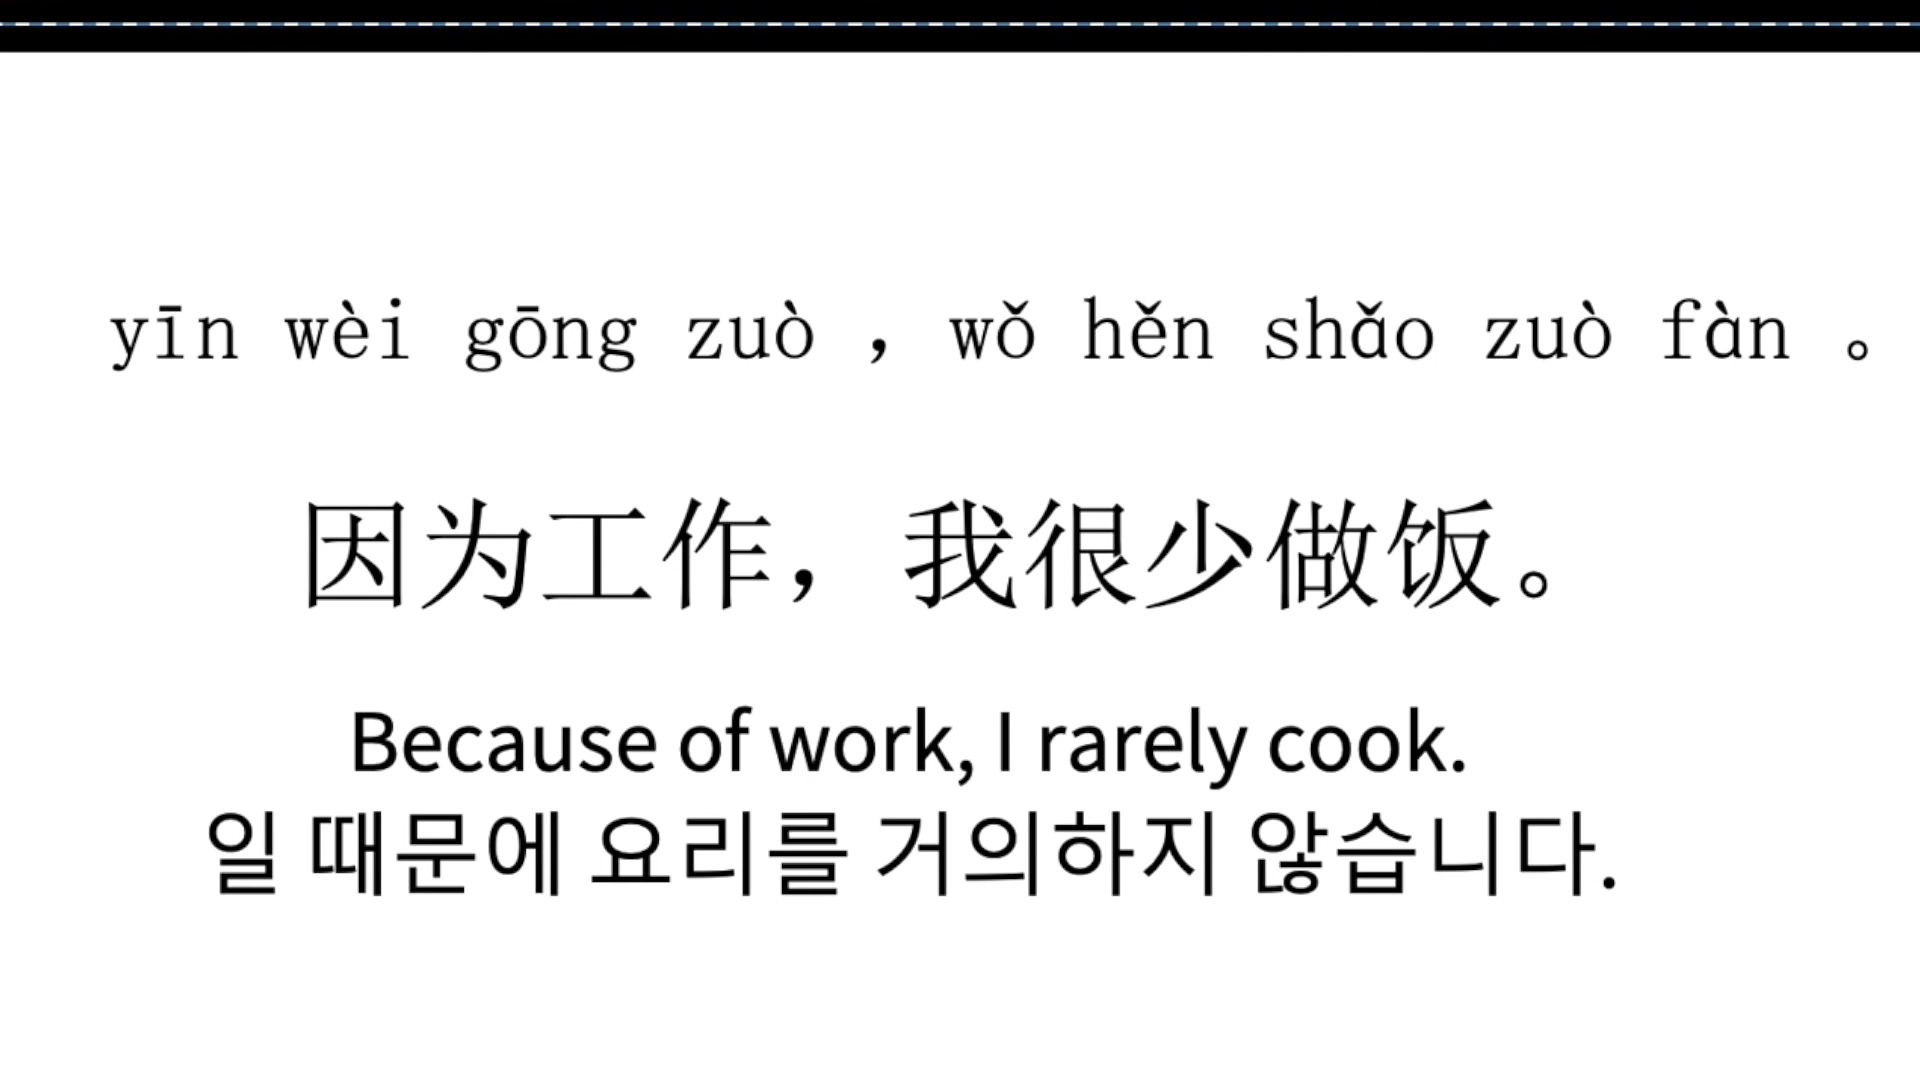 yīn wèi gōng zuò ，wǒ hěn shǎo zuò fàn 。
因为工作，我很少做饭。
Because of work, I rarely cook.
일 때문에 요리를 거의하지 않습니다.